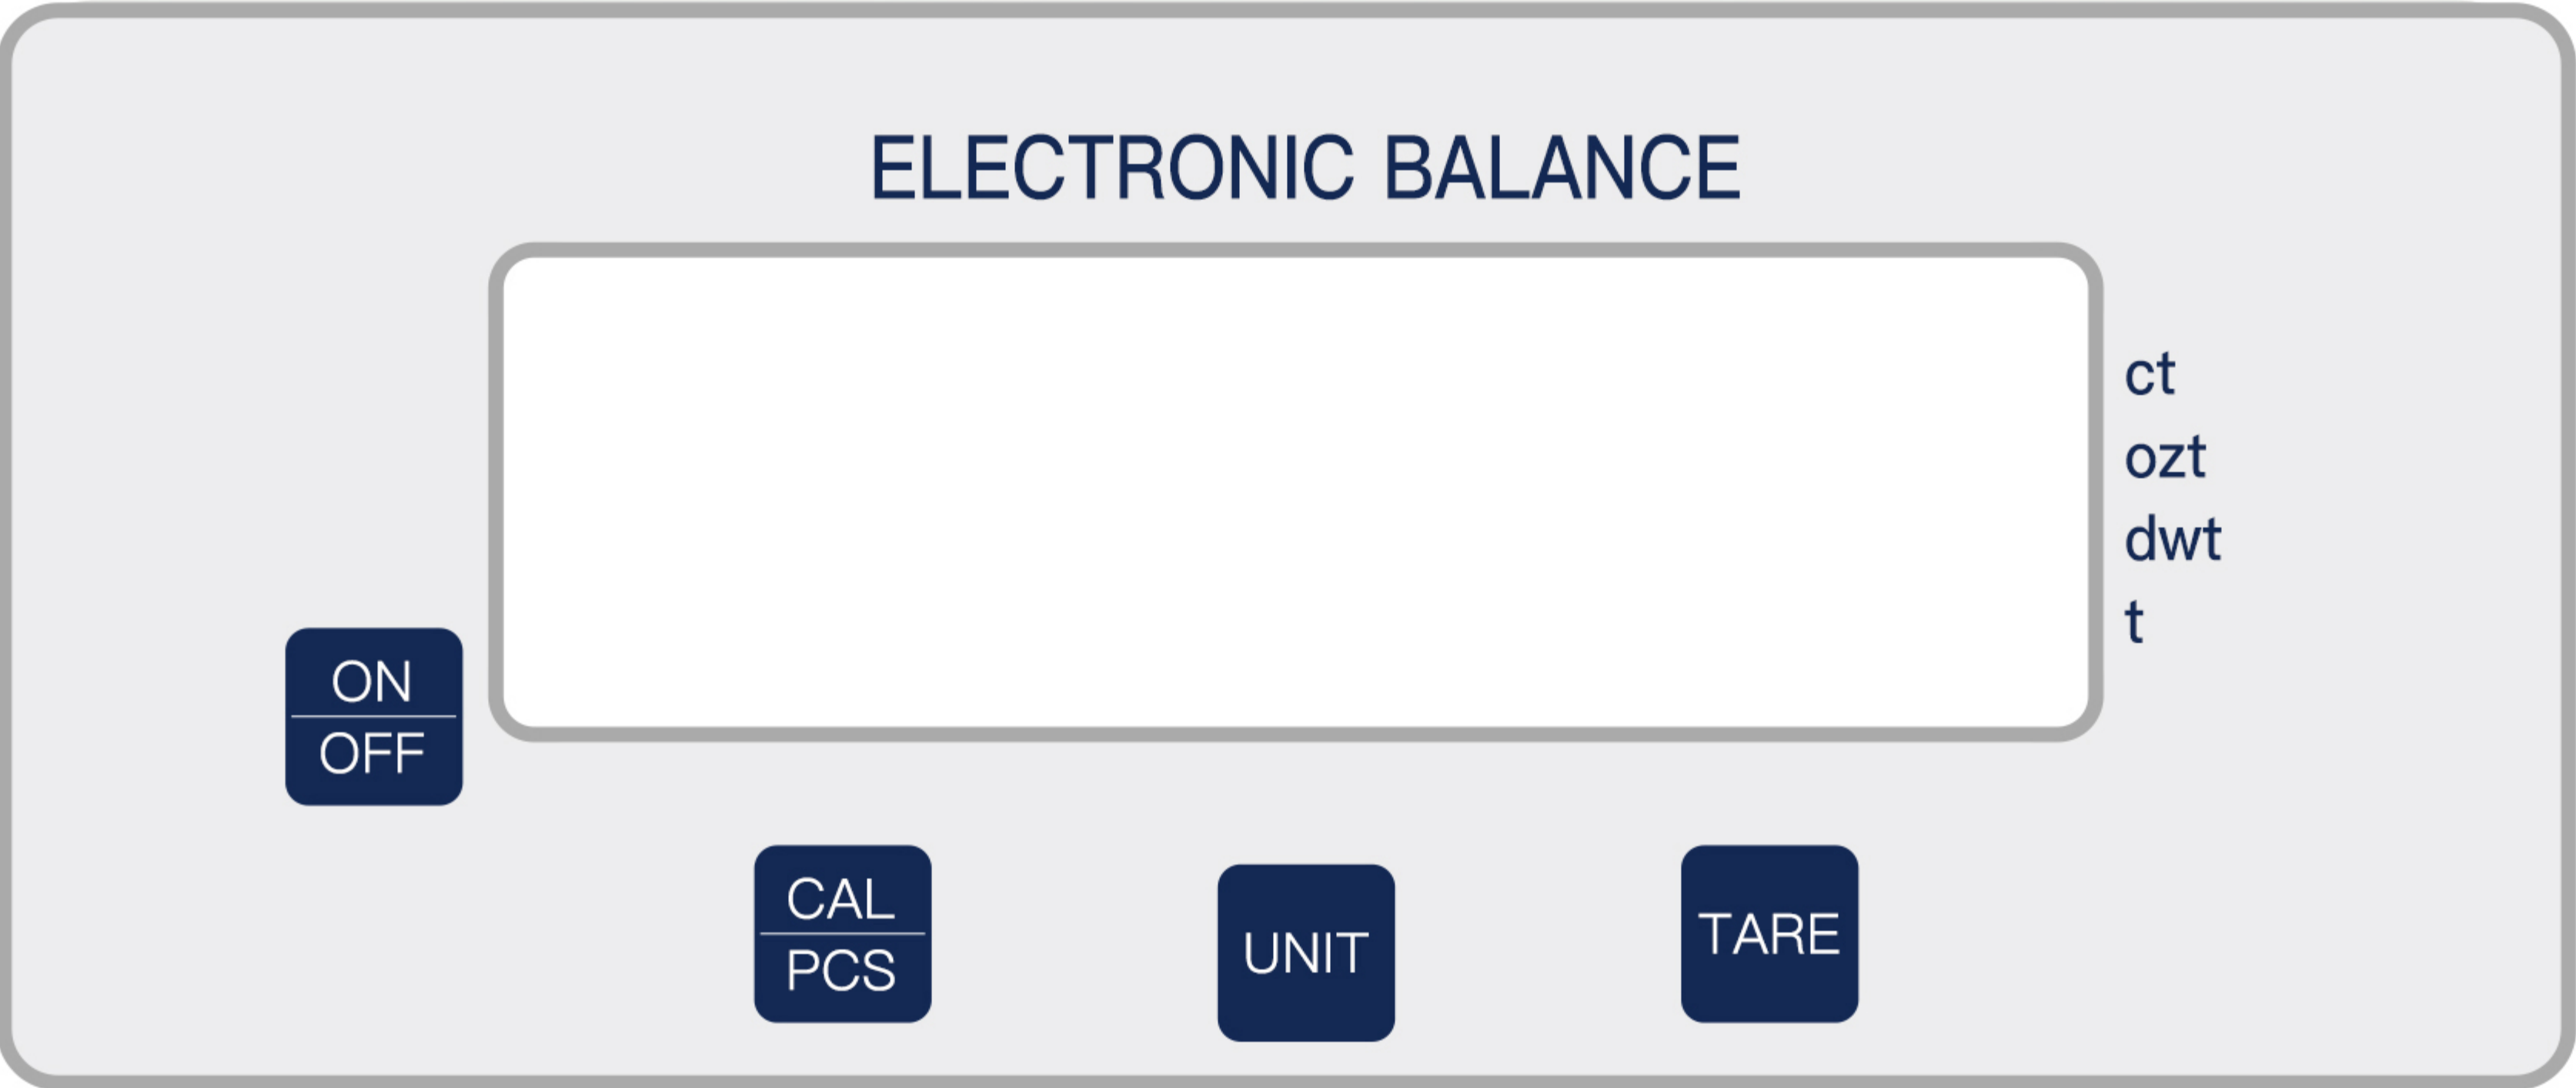 ELECTRONIC BALANCE
ct
ozt
dwt
t
ON
OFF
CAL
PCS
UNIT
TARE